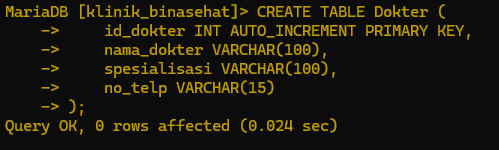 MariaDB [klinik_binasehat]> CREATE TABLE Dokter (
    ->     id_dokter INT AUTO_INCREMENT PRIMARY KEY,
    ->     nama_dokter VARCHAR(100),
    ->     spesialisasi VARCHAR(100),
    ->     no_telp VARCHAR(15)
    -> );
Query OK, 0 rows affected (0.024 sec)